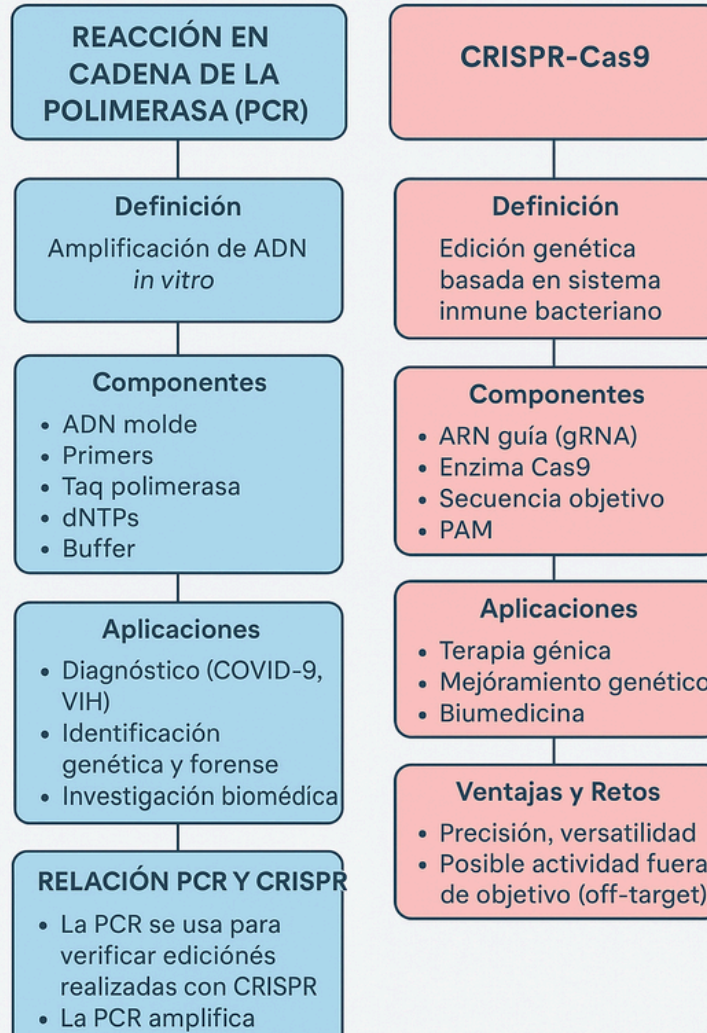 REACCIÓN EN
CADENA DE LA
POLIMERASA (PCR)
Definición
Amplificación de ADN
in vitro
Componentes
• ADN molde
• Primers
• Taq polimerasa
• dNTPs
• Buffer
Aplicaciones
• Diagnóstico (COVID-9,
VIH)
• Identificación
genética y forense
• Investigación biomédíca
RELACIÓN PCR Y CRISPR
• La PCR se usa para
verificar ediciónés
realizadas con CRISPR
• La PCR amplifica
CRISPR-Cas9
Definición
Edición genética
basada en sistema
inmune bacteriano
Componentes
• ARN guía (gRNA)
• Enzima Cas9
• Secuencia objetivo
• PAM
Aplicaciones
• Terapia génica
• Mejóramiento genético
• Biumedicina
Ventajas y Retos
• Precisión, versatilidad
• Posible actividad fuera
de objetivo (off-target)